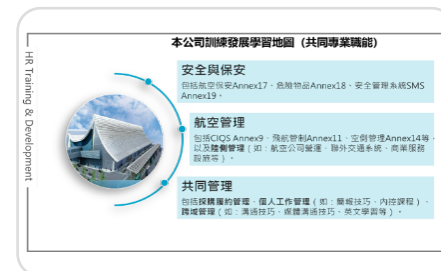 本公司訓練發展學習地圖（共同專業職能）
HR Training & Development
安全與保安
包括航空保安Annex17、危險物品Annex18、安全管理系統SMS
Annex19。
航空管理
包括CIQS Annex9、飛航管制Annex11、空側管理Annex14等，
以及陸側管理（如：航空公司營運、聯外交通系統、商業服務
設施等）。
共同管理
包括採購履約管理、個人工作管理（如：簡報技巧、內控課程）、
跨域管理（如：溝通技巧、媒體溝通技巧、英文學習等）。